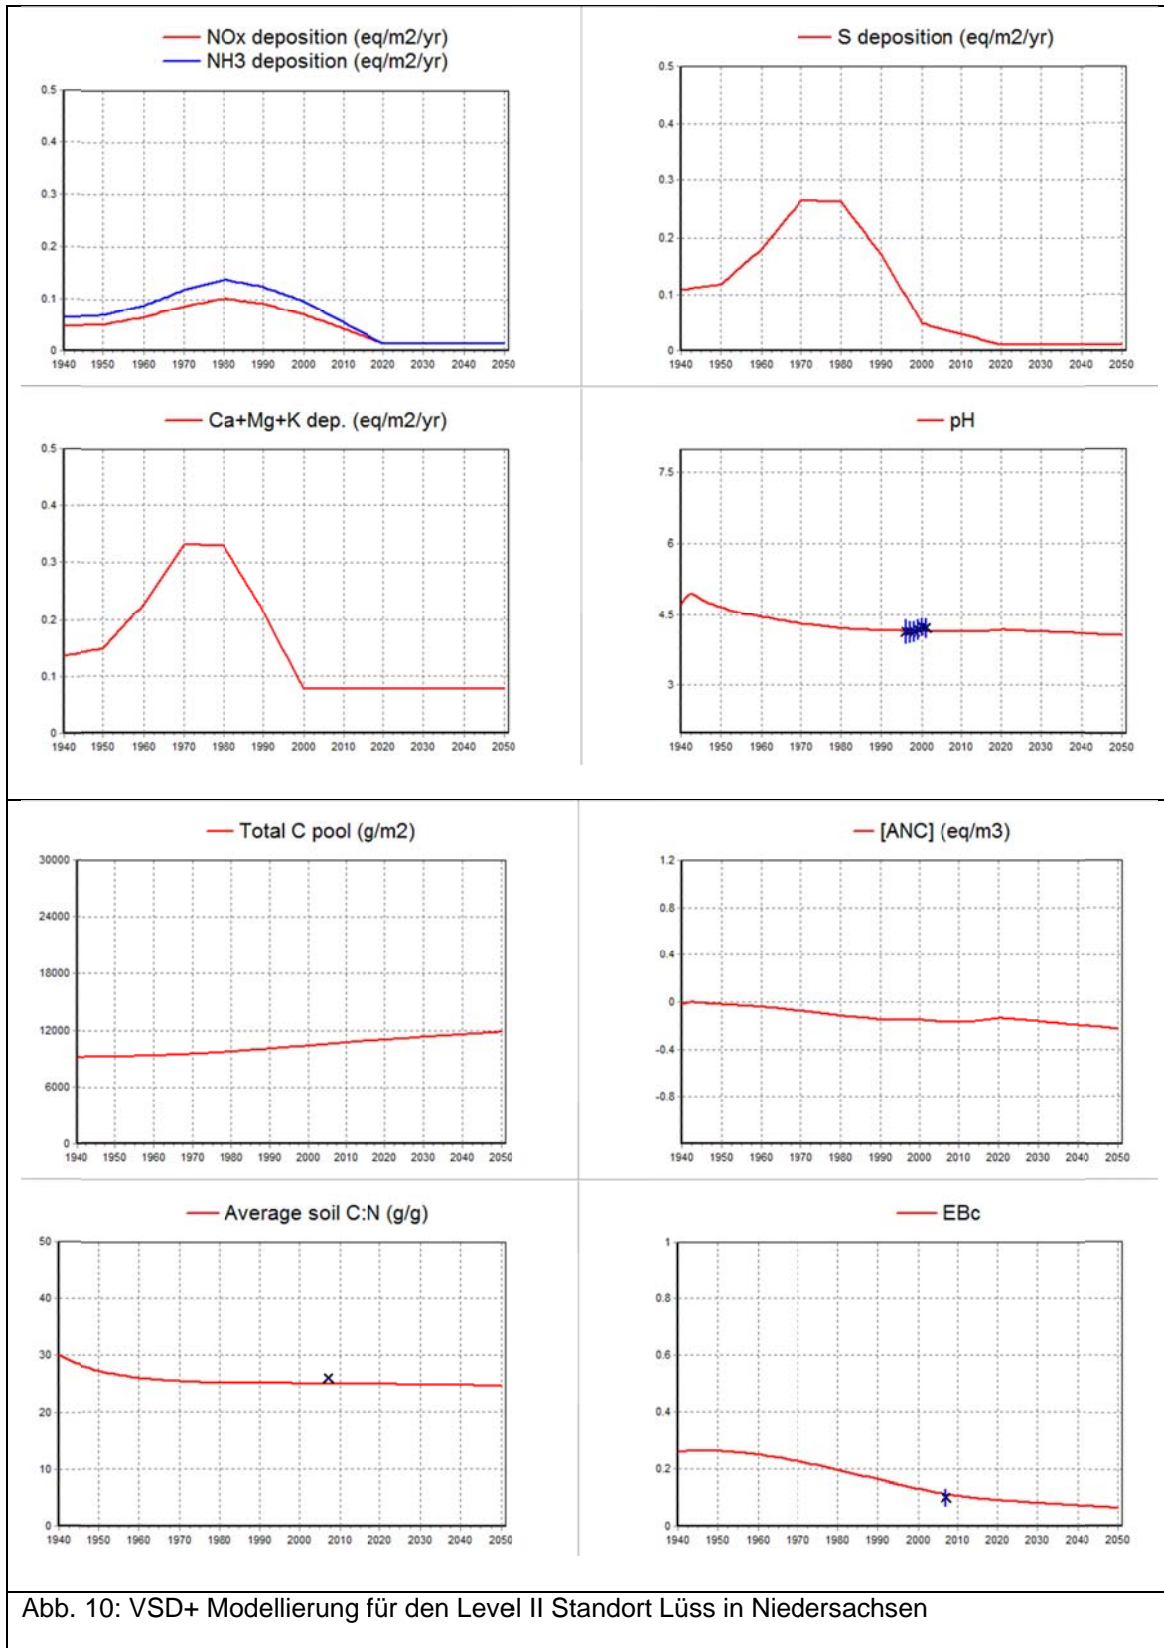 NOx deposition (eq/m2/yr)
NH3 deposition (eq/m2/yr)
0.5
0.4
0.3
0.2
0.1
0
1940 1950 1960 1970 1980 1990 2000 2010 2020 2030 2040 2050
S deposition (eq/m2/yr)
0.5
0.4
0.3
0.2
0.1
0
1940 1950 1960 1970 1980 1990 2000 2010 2020 2030 2040 2050
Ca+Mg+K dep. (eq/m2/yr)
0.5
0.4
0.3
0.2
0.1
0
1940 1950 1960 1970 1980 1990 2000 2010 2020 2030 2040 2050
pH
7.5
6
4.5
3
1940 1950 1960 1970 1980 1990 2000 2010 2020 2030 2040 2050
Total C pool (g/m2)
30000
24000
18000
12000
6000
0
1940 1950 1960 1970 1980 1990 2000 2010 2020 2030 2040 2050
[ANC] (eq/m3)
1.2
0.8
0.4
0
-0.4
-0.8
1940 1950 1960 1970 1980 1990 2000 2010 2020 2030 2040 2050
Average soil C:N (g/g)
50
40
30
20
10
0
1940 1950 1960 1970 1980 1990 2000 2010 2020 2030 2040 2050
EBc
1
0.8
0.6
0.4
0.2
0
1940 1950 1960 1970 1980 1990 2000 2010 2020 2030 2040 2050
Abb. 10: VSD+ Modellierung für den Level II Standort Lüss in Niedersachsen